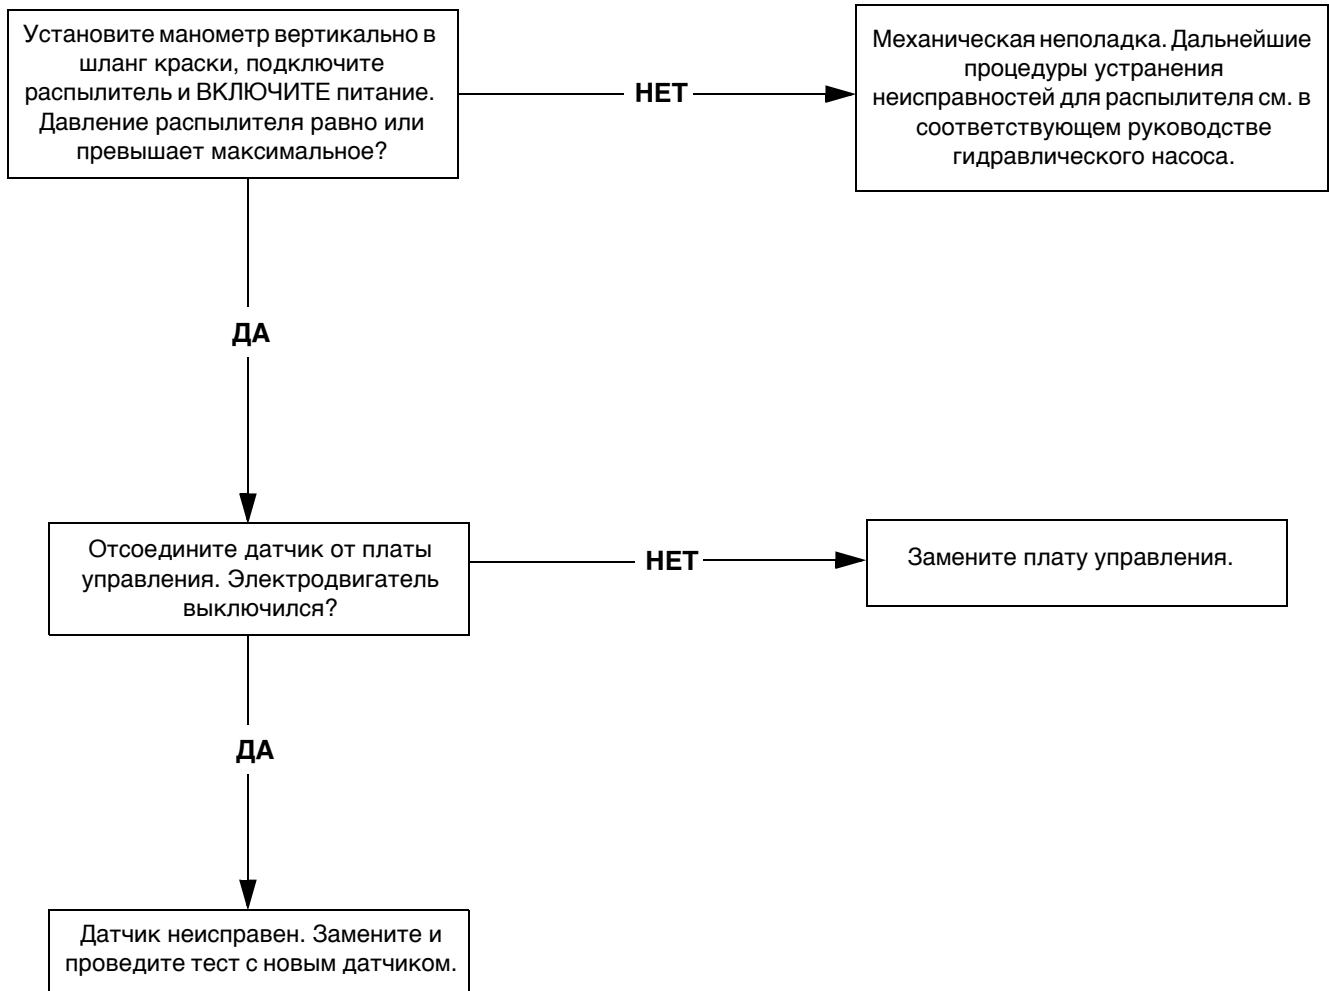 Установите манометр вертикально в
шланг краски, подключите
распылитель и ВКЛЮЧИТЕ питание.
Давление распылителя равно или
превышает максимальное?
НЕТ
Механическая неполадка. Дальнейшие
процедуры устранения
неисправностей для распылителя см. в
соответствующем руководстве
гидравлического насоса.
ДА
Отсоедините датчик от платы
управления. Электродвигатель
выключился?
НЕТ
Замените плату управления.
ДА
Датчик неисправен. Замените и
проведите тест с новым датчиком.